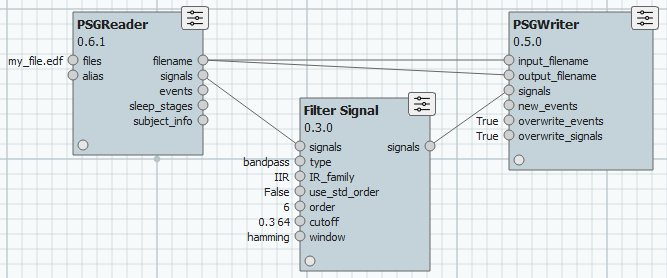 PSGReader
0.6.1
my_file.edf files filename
alias signals
events
sleep_stages
subject_info
Filter Signal
0.3.0
signals signals
bandpass type
IIR IR_family
False use_std_order
6 order
0.3 64 cutoff
hamming window
PSGWriter
0.5.0
input_filename
output_filename
signals
new_events
True overwrite_events
True overwrite_signals